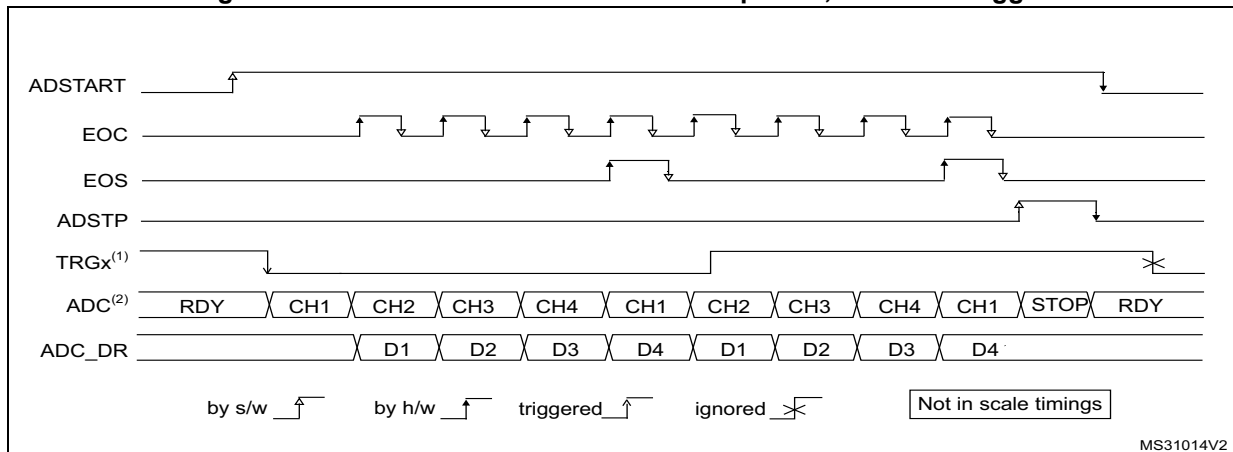 ADSTART
EOC
EOS
ADSTP
TRGx(1)
ADC(2) RDY CH1 CH2 CH3 CH4 CH1 CH2 CH3 CH4 CH1 STOP RDY
ADC_DR D1 D2 D3 D4 D1 D2 D3 D4
by s/w by h/w triggered ignored Not in scale timings
MS31014V2